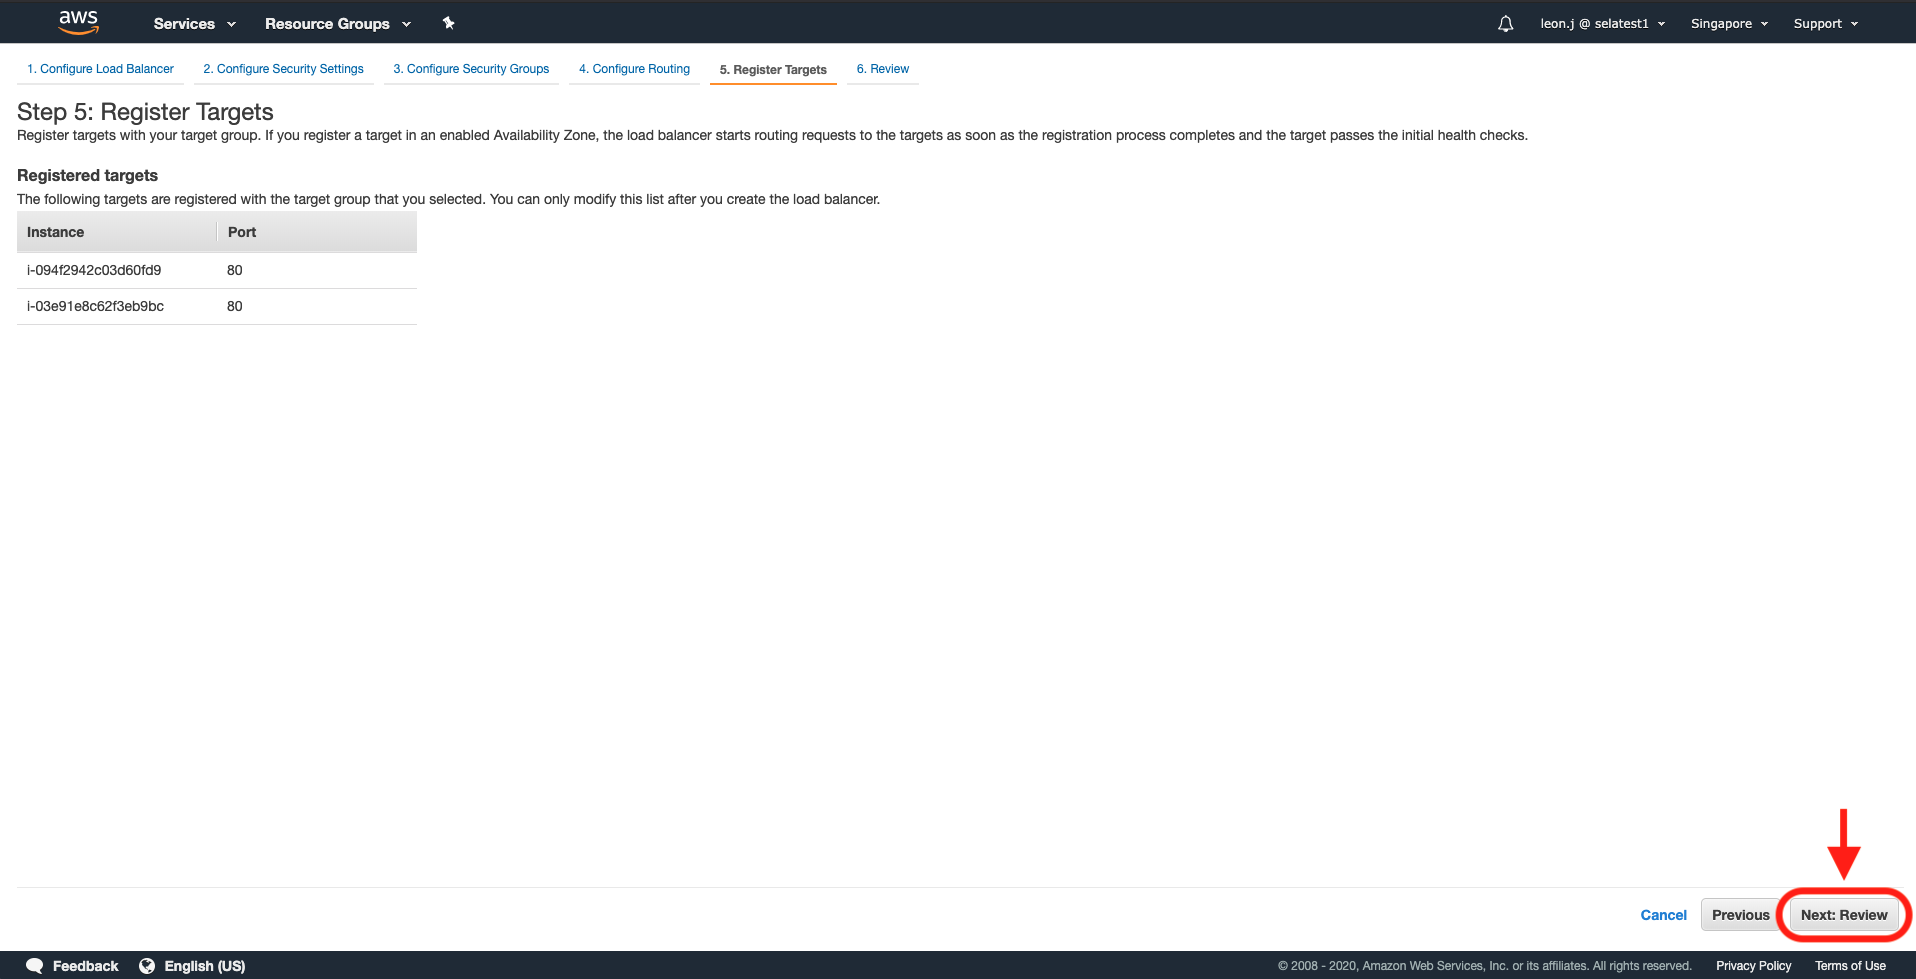 aws Services Resource Groups leon.j @ selatest1 Singapore Support
1. Configure Load Balancer 2. Configure Security Settings 3. Configure Security Groups 4. Configure Routing 5. Register Targets 6. Review
Step 5: Register Targets
Register targets with your target group. If you register a target in an enabled Availability Zone, the load balancer starts routing requests to the targets as soon as the registration process completes and the target passes the initial health checks.
Registered targets
The following targets are registered with the target group that you selected. You can only modify this list after you create the load balancer.
Instance Port
i-094f2942c03d60fd9 80
i-03e91e8c62f3eb9bc 80
Cancel Previous Next: Review
Feedback English (US) © 2008 - 2020, Amazon Web Services, Inc. or its affiliates. All rights reserved. Privacy Policy Terms of Use